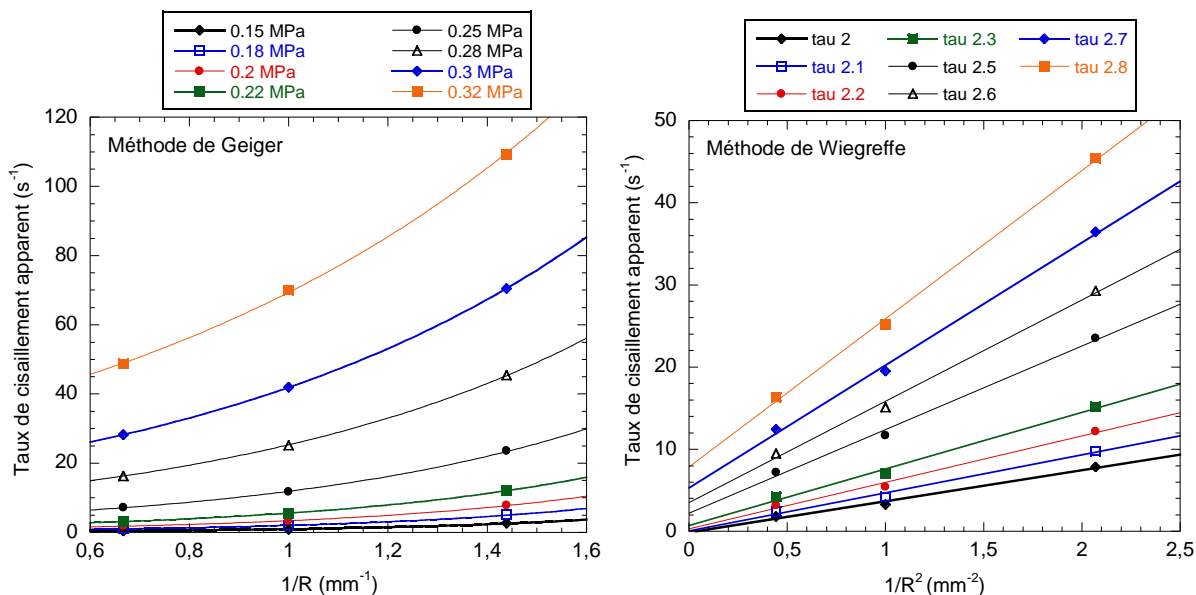 0.15 MPa
0.18 MPa
0.2 MPa
0.22 MPa
0.25 MPa
0.28 MPa
0.3 MPa
0.32 MPa
Méthode de Geiger
Taux de cisaillement apparent (s⁻¹)
120
100
80
60
40
20
0
0,6 0,8 1 1,2 1,4 1,6
1/R (mm⁻¹)
tau 2
tau 2.1
tau 2.2
tau 2.3
tau 2.5
tau 2.6
tau 2.7
tau 2.8
Méthode de Wiegreffe
Taux de cisaillement apparent (s⁻¹)
50
40
30
20
10
0
0 0,5 1 1,5 2 2,5
1/R² (mm⁻²)